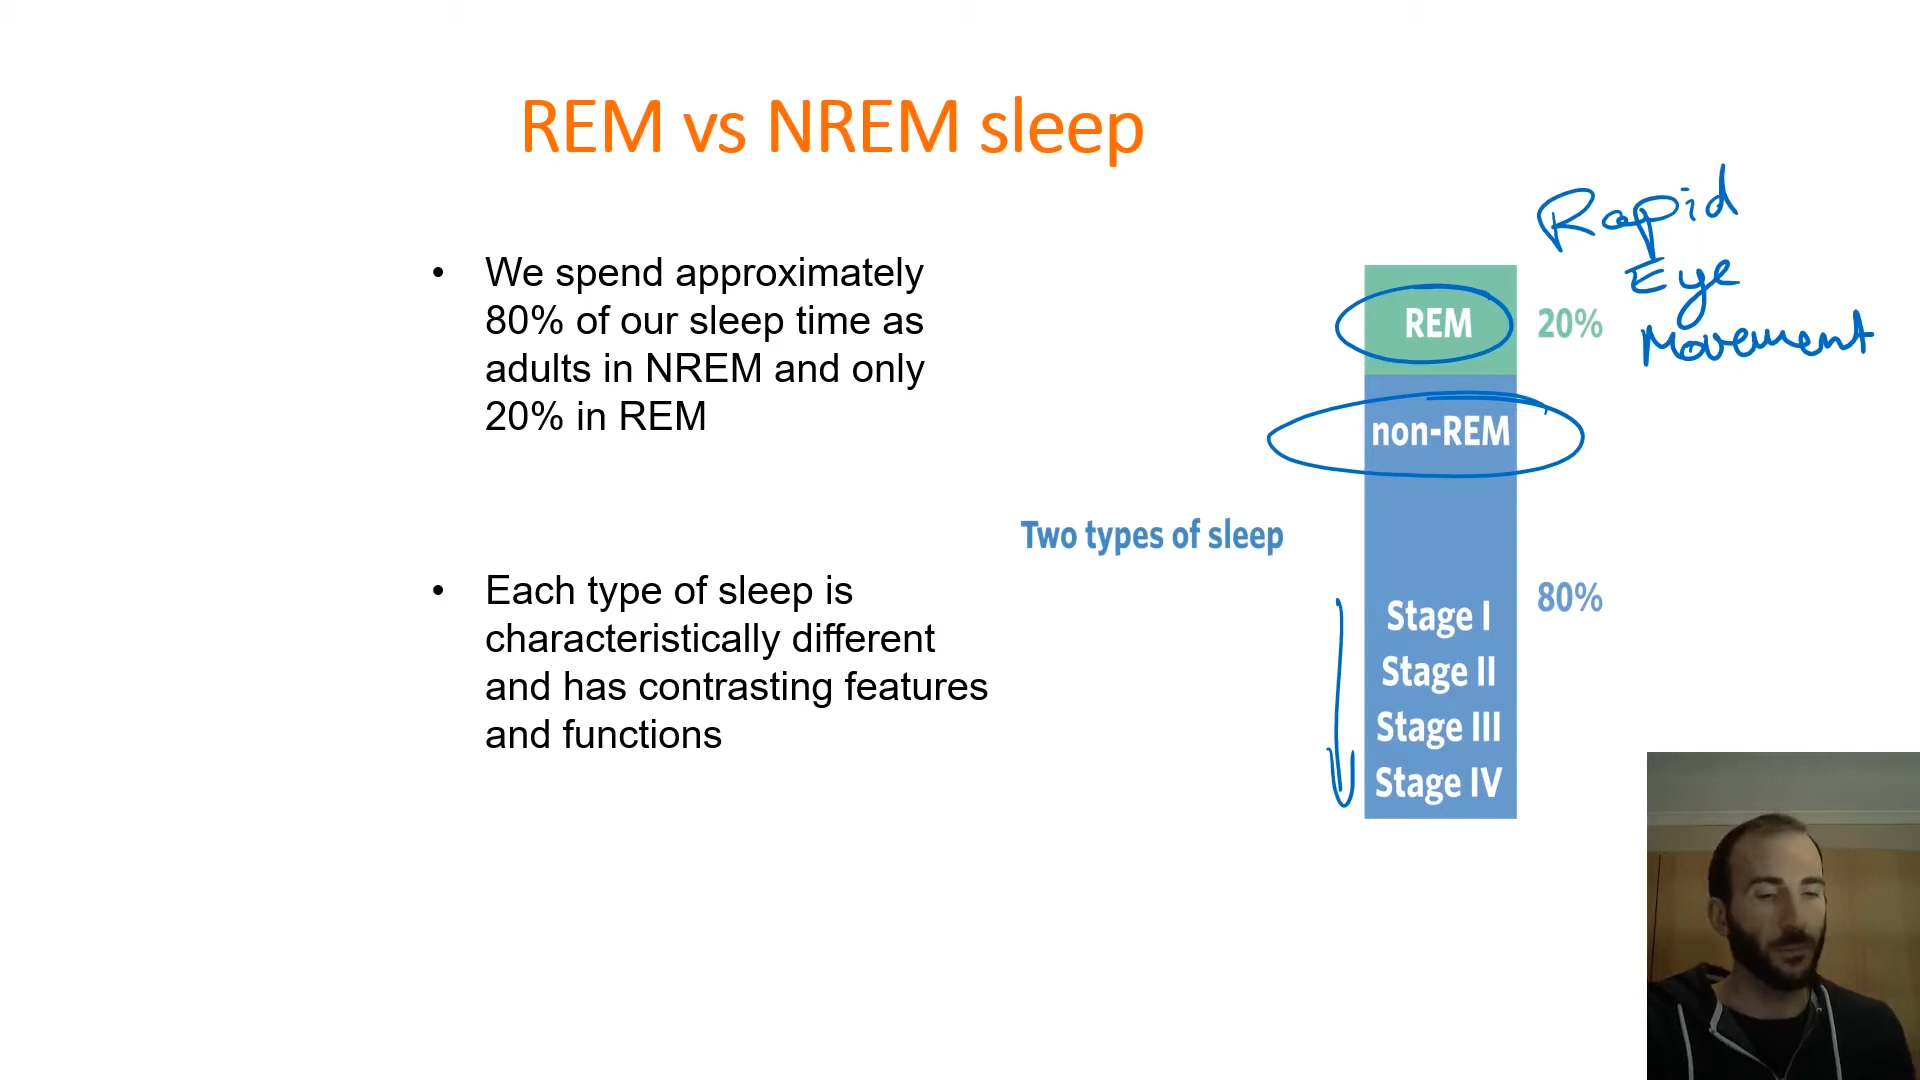 REM vs NREM sleep
• We spend approximately
80% of our sleep time as
adults in NREM and only
20% in REM
• Each type of sleep is
characteristically different
and has contrasting features
and functions
Two types of sleep
REM
20%
non-REM
80%
Stage I
Stage II
Stage III
Stage IV
Rapid
Eye
Movement